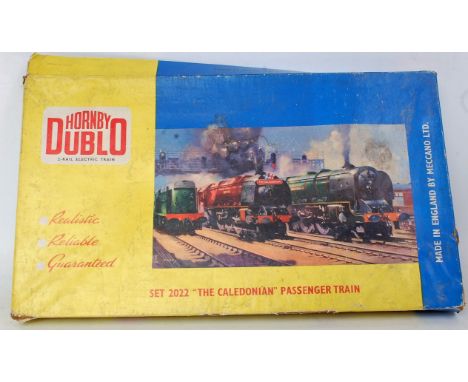 HORNBY
DUBLO
2-RAIL ELECTRIC TRAIN
Realistic
Reliable
Guaranteed
SET 2022 "THE CALEDONIAN" PASSENGER TRAIN
MADE IN ENGLAND BY MECCANO LTD.